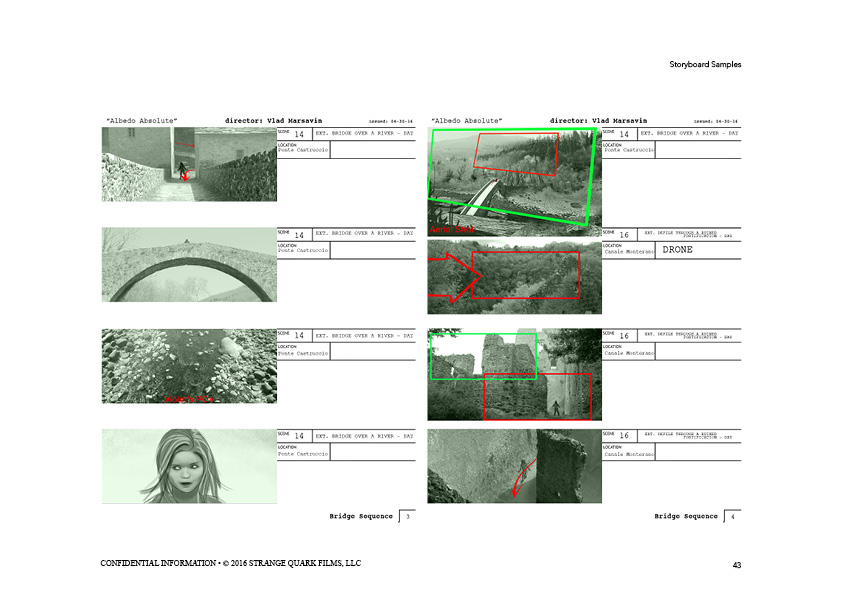 Storyboard Samples
"Albedo Absolute" director: Vlad Marsavin issued: 04-30-16
SCENE 14 EXT. BRIDGE OVER A RIVER - DAY
LOCATION
Ponte Castruccio
SCENE 14 EXT. BRIDGE OVER A RIVER - DAY
LOCATION
Ponte Castruccio
SCENE 14 EXT. BRIDGE OVER A RIVER - DAY
LOCATION
Ponte Castruccio
SCENE 14 EXT. BRIDGE OVER A RIVER - DAY
LOCATION
Ponte Castruccio
Bridge Sequence 3
"Albedo Absolute" director: Vlad Marsavin issued: 04-30-16
SCENE 14 EXT. BRIDGE OVER A RIVER - DAY
LOCATION
Ponte Castruccio
SCENE 16 EXT. DEFILE THROUGH A RUINED
FORTIFICATION - DAY
LOCATION
Canale Monterano DRONE
SCENE 16 EXT. DEFILE THROUGH A RUINED
FORTIFICATION - DAY
LOCATION
Canale Monterano
SCENE 16 EXT. DEFILE THROUGH A RUINED
FORTIFICATION - DAY
LOCATION
Canale Monterano
Bridge Sequence 4
CONFIDENTIAL INFORMATION • © 2016 STRANGE QUARK FILMS, LLC
43